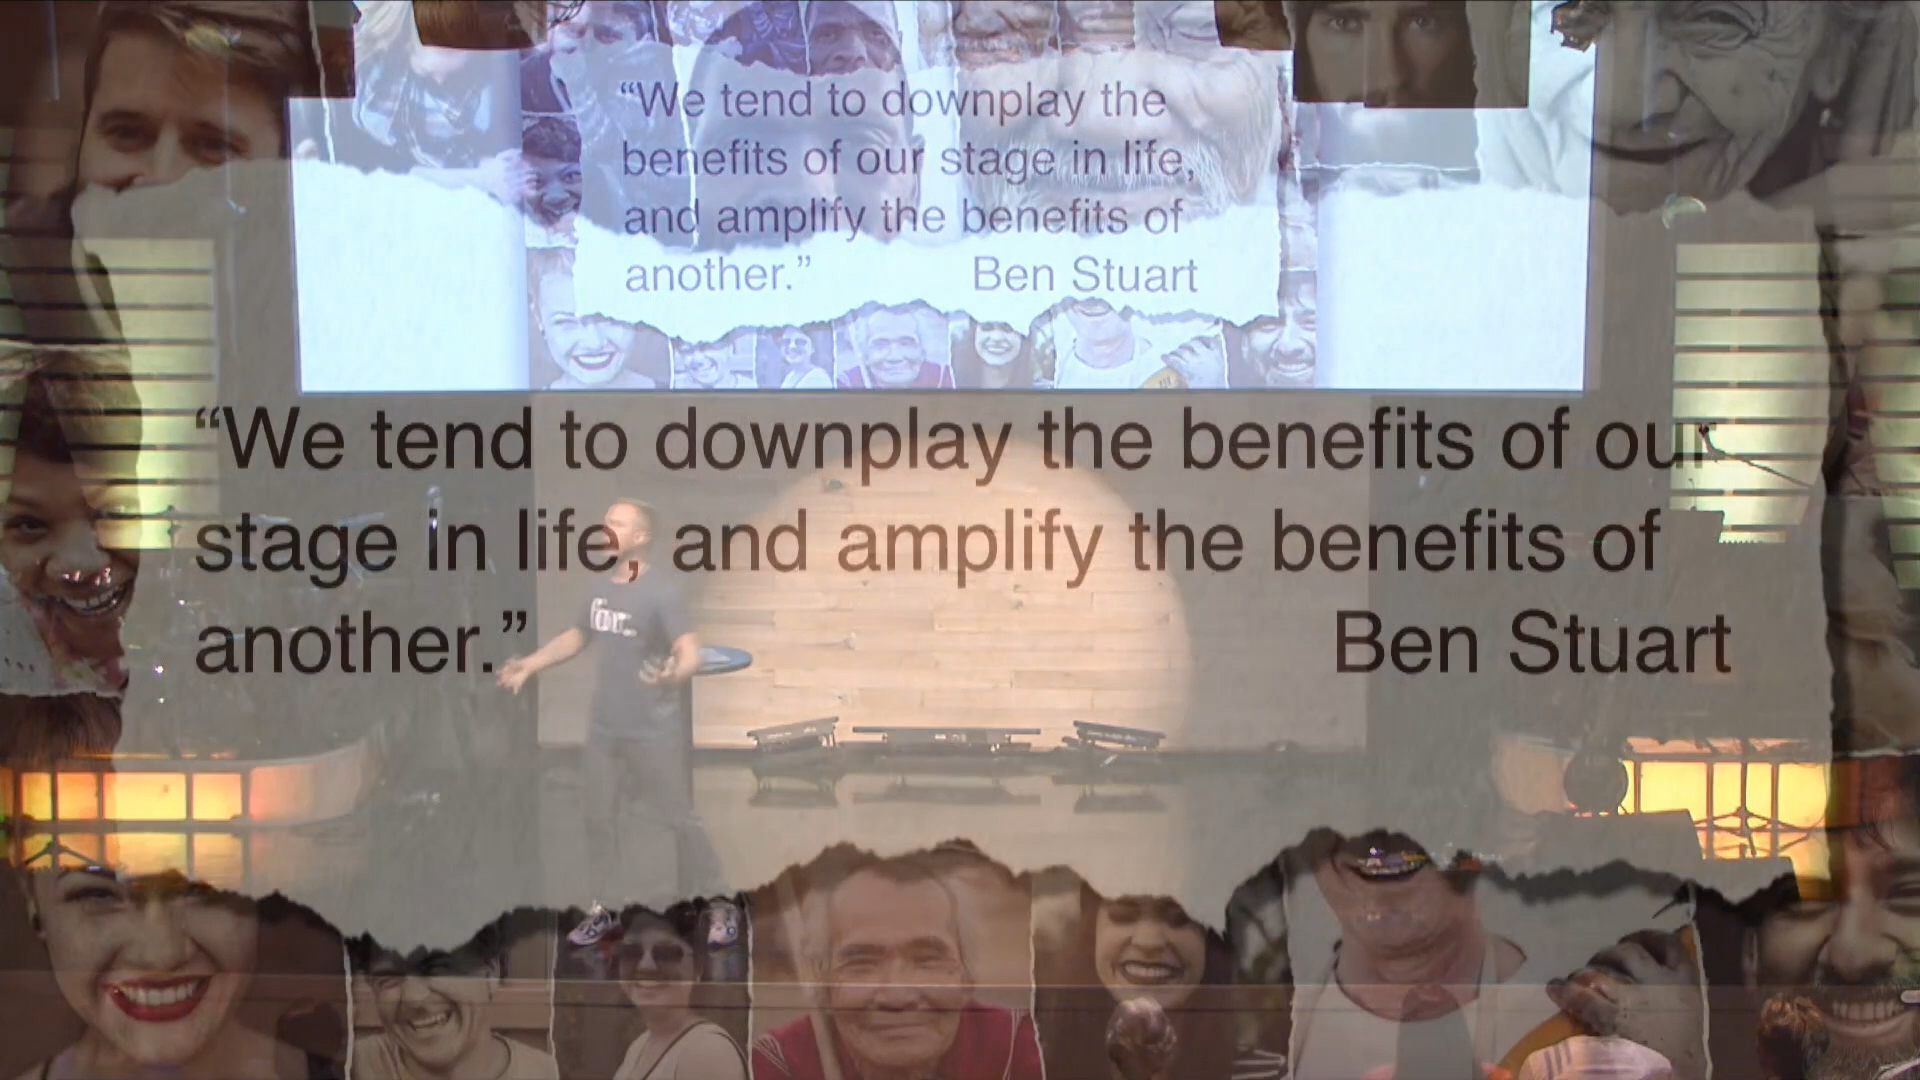 “We tend to downplay the
benefits of our stage in life,
and amplify the benefits of
another.” Ben Stuart
“We tend to downplay the benefits of our
stage in life, and amplify the benefits of
another.” Ben Stuart
for